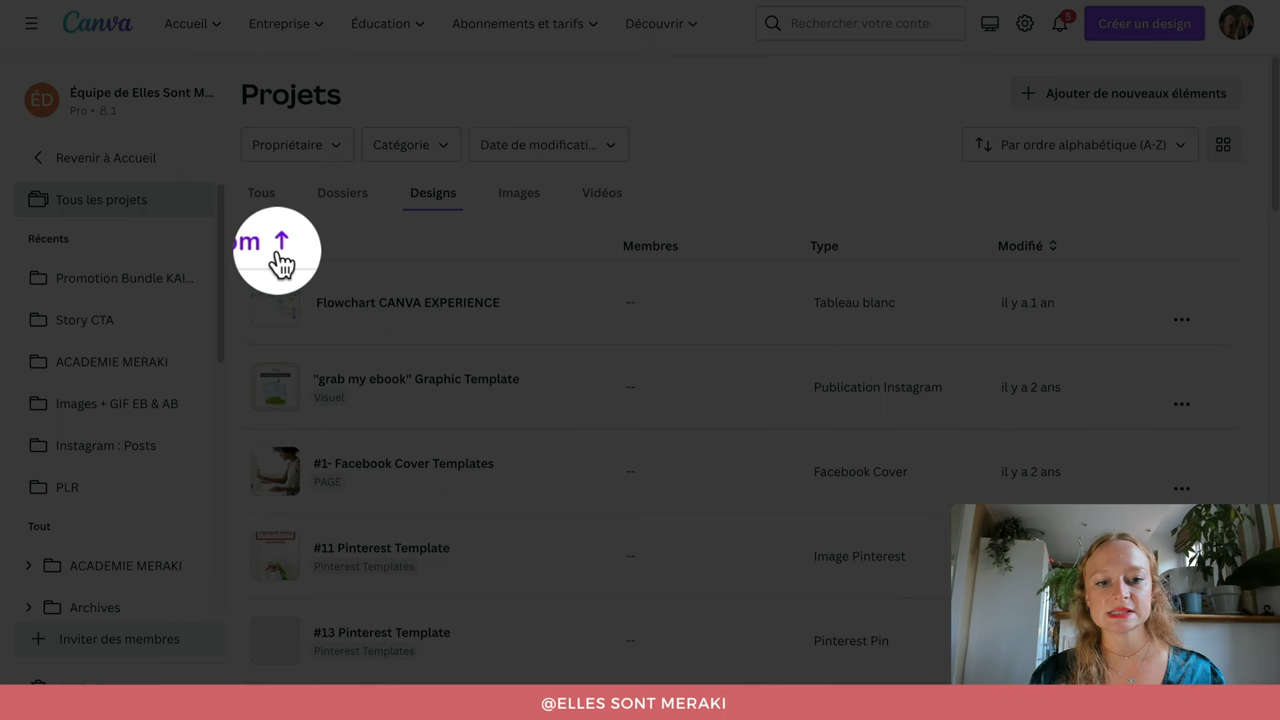 Canva
Accueil
Entreprise
Éducation
Abonnements et tarifs
Découvrir
Rechercher votre conte
5
Créer un design
ÉD
Équipe de Elles Sont M...
Pro • 1
Projets
Ajouter de nouveaux éléments
Propriétaire
Catégorie
Date de modificati...
Par ordre alphabétique (A-Z)
Revenir à Accueil
Tous les projets
Tous
Dossiers
Designs
Images
Vidéos
Récents
om ↑
Membres
Type
Modifié
Promotion Bundle KAI...
Flowchart CANVA EXPERIENCE
--
Tableau blanc
il y a 1 an
Story CTA
ACADEMIE MERAKI
"grab my ebook" Graphic Template
Visuel
--
Publication Instagram
il y a 2 ans
Images + GIF EB & AB
Instagram : Posts
#1- Facebook Cover Templates
PAGE
--
Facebook Cover
il y a 2 ans
PLR
Tout
#11 Pinterest Template
Pinterest Templates
--
Image Pinterest
ACADEMIE MERAKI
Archives
#13 Pinterest Template
Pinterest Templates
--
Pinterest Pin
Inviter des membres
@ELLES SONT MERAKI